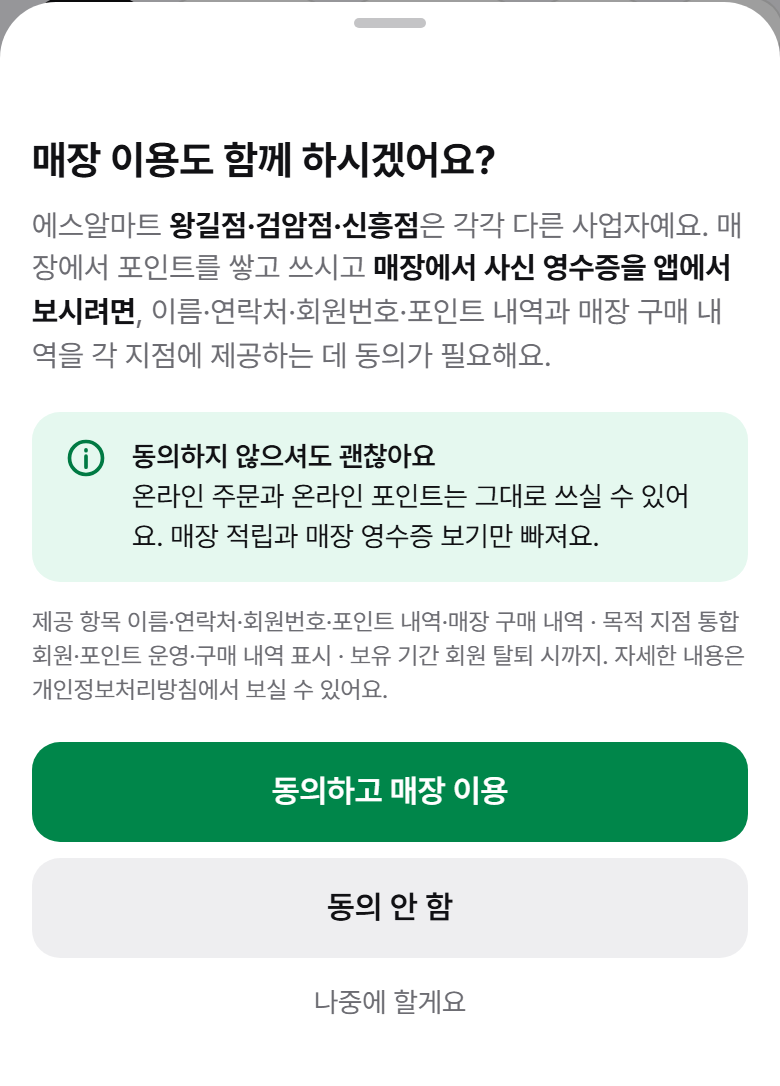 매장 이용도 함께 하시겠어요?
에스알마트 왕길점·검암점·신흥점은 각각 다른 사업자예요. 매
장에서 포인트를 쌓고 쓰시고 매장에서 사신 영수증을 앱에서
보시려면, 이름·연락처·회원번호·포인트 내역과 매장 구매 내
역을 각 지점에 제공하는 데 동의가 필요해요.
동의하지 않으셔도 괜찮아요
온라인 주문과 온라인 포인트는 그대로 쓰실 수 있어
요. 매장 적립과 매장 영수증 보기만 빠져요.
제공 항목 이름·연락처·회원번호·포인트 내역·매장 구매 내역 · 목적 지점 통합
회원·포인트 운영·구매 내역 표시 · 보유 기간 회원 탈퇴 시까지. 자세한 내용은
개인정보처리방침에서 보실 수 있어요.
동의하고 매장 이용
동의 안 함
나중에 할게요